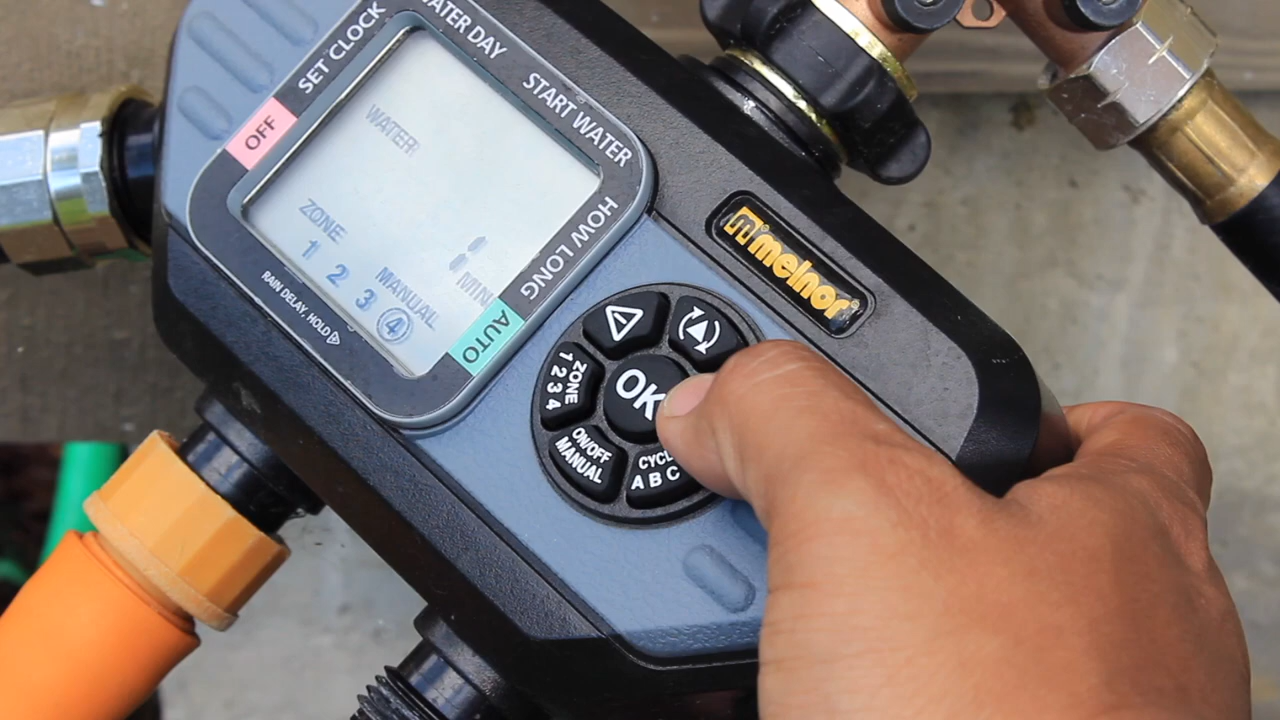 SET CLOCK
WATER DAY
START WATER
HOW LONG
OFF
AUTO
RAIN DELAY, HOLD
WATER
ZONE
1 2 3 4
MANUAL
MIN
melnor®
OK
ZONE
1 2 3 4
ON/OFF
MANUAL
A B C